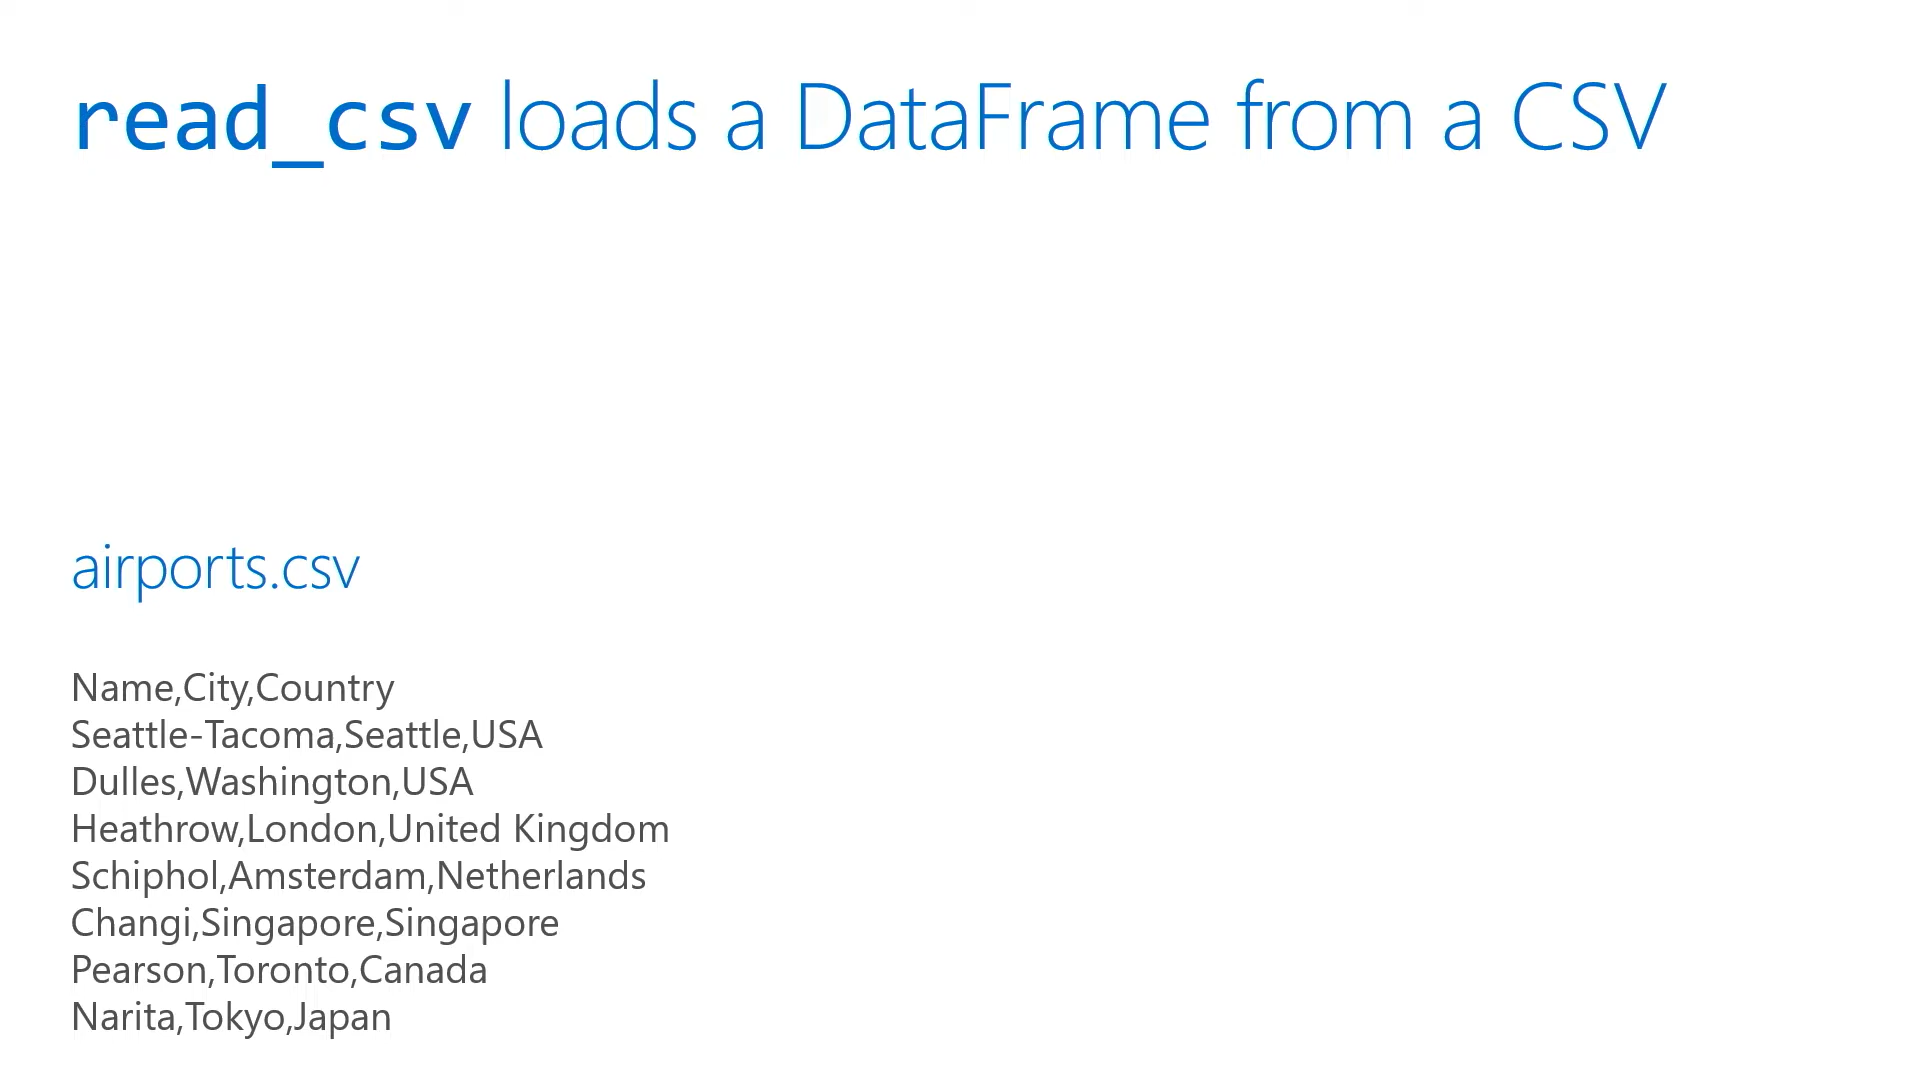 read_csv loads a DataFrame from a CSV
airports.csv
Name,City,Country
Seattle-Tacoma,Seattle,USA
Dulles,Washington,USA
Heathrow,London,United Kingdom
Schiphol,Amsterdam,Netherlands
Changi,Singapore,Singapore
Pearson,Toronto,Canada
Narita,Tokyo,Japan